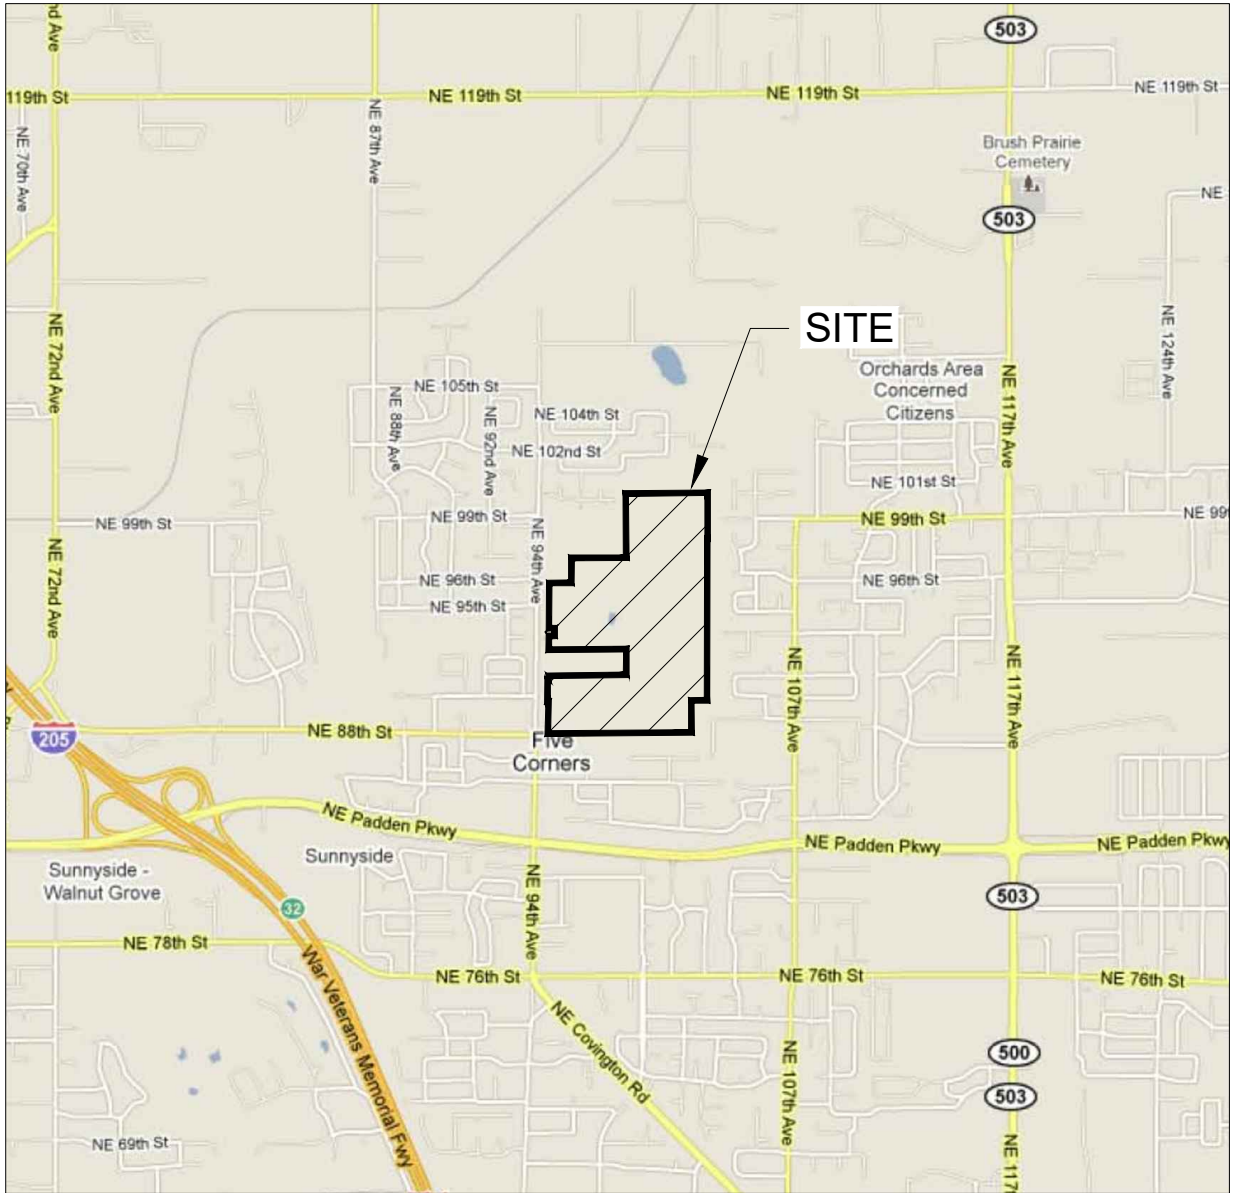 nd Ave
503
119th St
NE 119th St
NE 119th St
NE 119th St
NE 87th Ave
NE 70th Ave
Brush Prairie
Cemetery
NE
503
SITE
NE 72nd Ave
NE 124th Ave
Orchards Area
Concerned
Citizens
NE 117th Ave
NE 105th St
NE 88th Ave
NE 92nd Ave
NE 104th St
NE 102nd St
NE 101st St
NE 99th St
NE 99th St
NE 94th Ave
NE 99th St
NE 99
NE 72nd Ave
NE 96th St
NE 96th St
NE 95th St
NE 107th Ave
NE 117th Ave
205
NE 88th St
Five
Corners
NE Padden Pkwy
NE Padden Pkwy
NE Padden Pkwy
Sunnyside -
Walnut Grove
Sunnyside
NE 94th Ave
32
503
NE 78th St
War Veterans Memorial Fwy
NE 76th St
NE 76th St
NE 76th St
NE Covington Rd
NE 107th Ave
500
503
NE 69th St
NE 117t